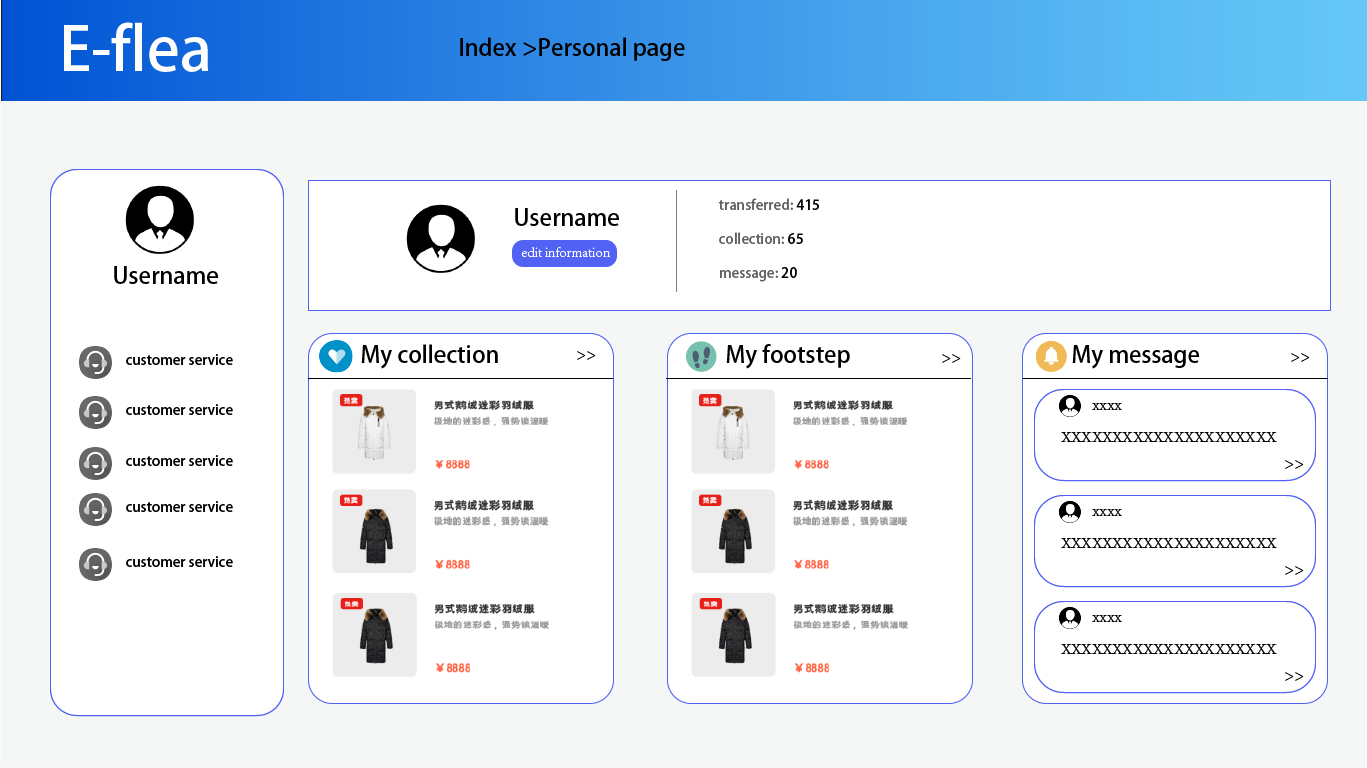 E-flea
Index >Personal page
Username
customer service
customer service
customer service
customer service
customer service
Username
edit information
transferred: 415
collection: 65
message: 20
My collection >>
热卖
男式鹅绒迷彩羽绒服
极地的迷彩感，强势锁温暖
￥8888
热卖
男式鹅绒迷彩羽绒服
极地的迷彩感，强势锁温暖
￥8888
热卖
男式鹅绒迷彩羽绒服
极地的迷彩感，强势锁温暖
￥8888
My footstep >>
热卖
男式鹅绒迷彩羽绒服
极地的迷彩感，强势锁温暖
￥8888
热卖
男式鹅绒迷彩羽绒服
极地的迷彩感，强势锁温暖
￥8888
热卖
男式鹅绒迷彩羽绒服
极地的迷彩感，强势锁温暖
￥8888
My message >>
xxxx
XXXXXXXXXXXXXXXXXXXXX
>>
xxxx
XXXXXXXXXXXXXXXXXXXXX
>>
xxxx
XXXXXXXXXXXXXXXXXXXXX
>>